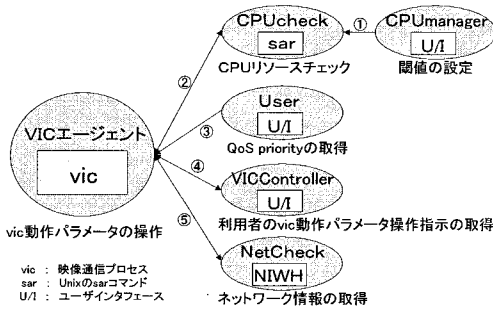 CPUcheck
sar
CPUリソースチェック
①
CPUmanager
U/I
閾値の設定
②
User
U/I
QoS priorityの取得
③
VICエージェント
vic
vic動作パラメータの操作
④
VICController
U/I
利用者のvic動作パラメータ操作指示の取得
⑤
NetCheck
NIWH
ネットワーク情報の取得
vic : 映像通信プロセス
sar : Unixのsarコマンド
U/I : ユーザインタフェース